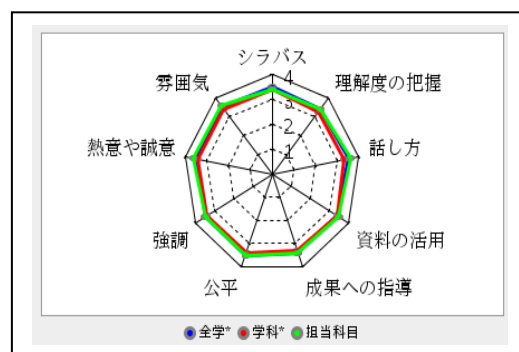 シラバス
雰囲気 理解度の把握
熱意や誠意 話し方
強調 資料の活用
公平 成果への指導
4
3
2
1
全学* 学科* 担当科目